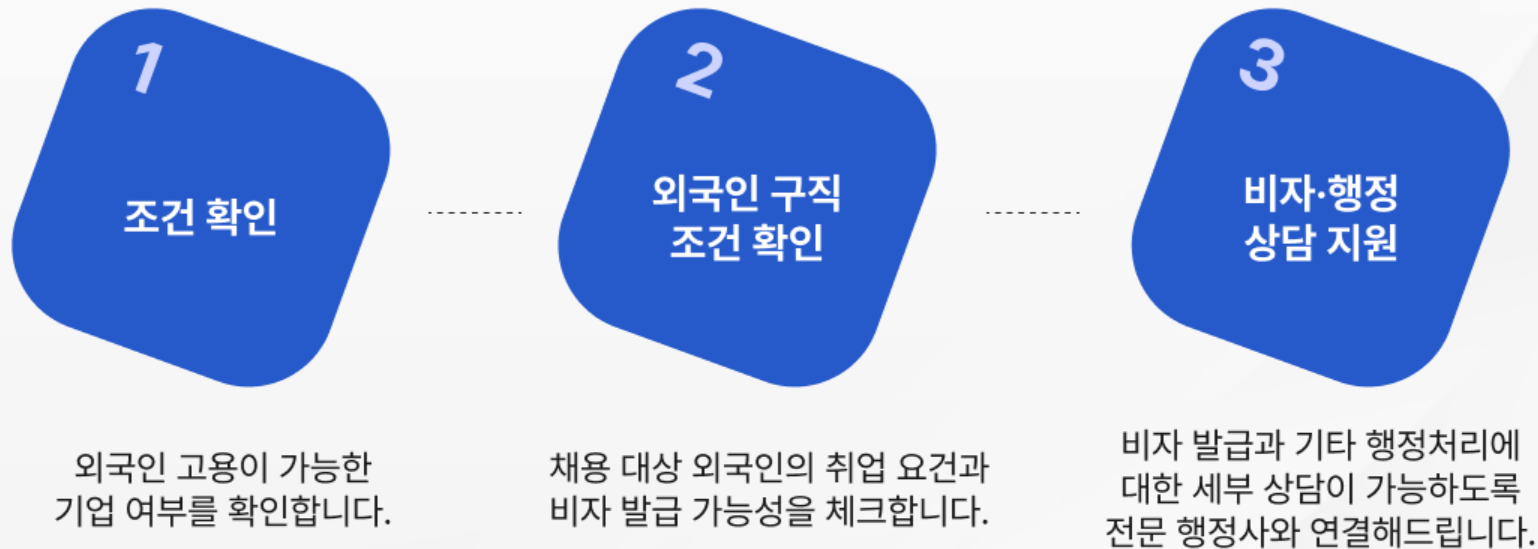 1
조건 확인
외국인 고용이 가능한
기업 여부를 확인합니다.
2
외국인 구직
조건 확인
채용 대상 외국인의 취업 요건과
비자 발급 가능성을 체크합니다.
3
비자·행정
상담 지원
비자 발급과 기타 행정처리에
대한 세부 상담이 가능하도록
전문 행정사와 연결해드립니다.